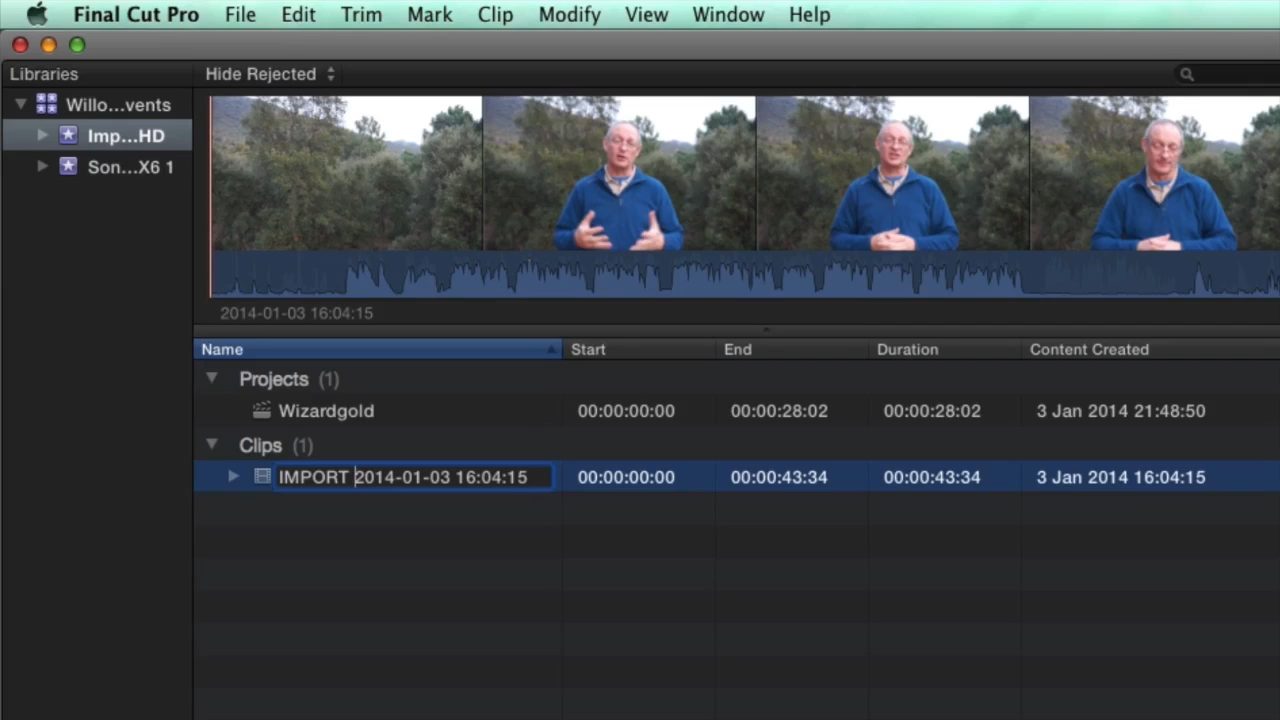 Final Cut Pro File Edit Trim Mark Clip Modify View Window Help
Libraries
Hide Rejected
Willo...vents
Imp...HD
Son...X6 1
2014-01-03 16:04:15
Name Start End Duration Content Created
Projects (1)
Wizardgold 00:00:00:00 00:00:28:02 00:00:28:02 3 Jan 2014 21:48:50
Clips (1)
IMPORT 2014-01-03 16:04:15 00:00:00:00 00:00:43:34 00:00:43:34 3 Jan 2014 16:04:15